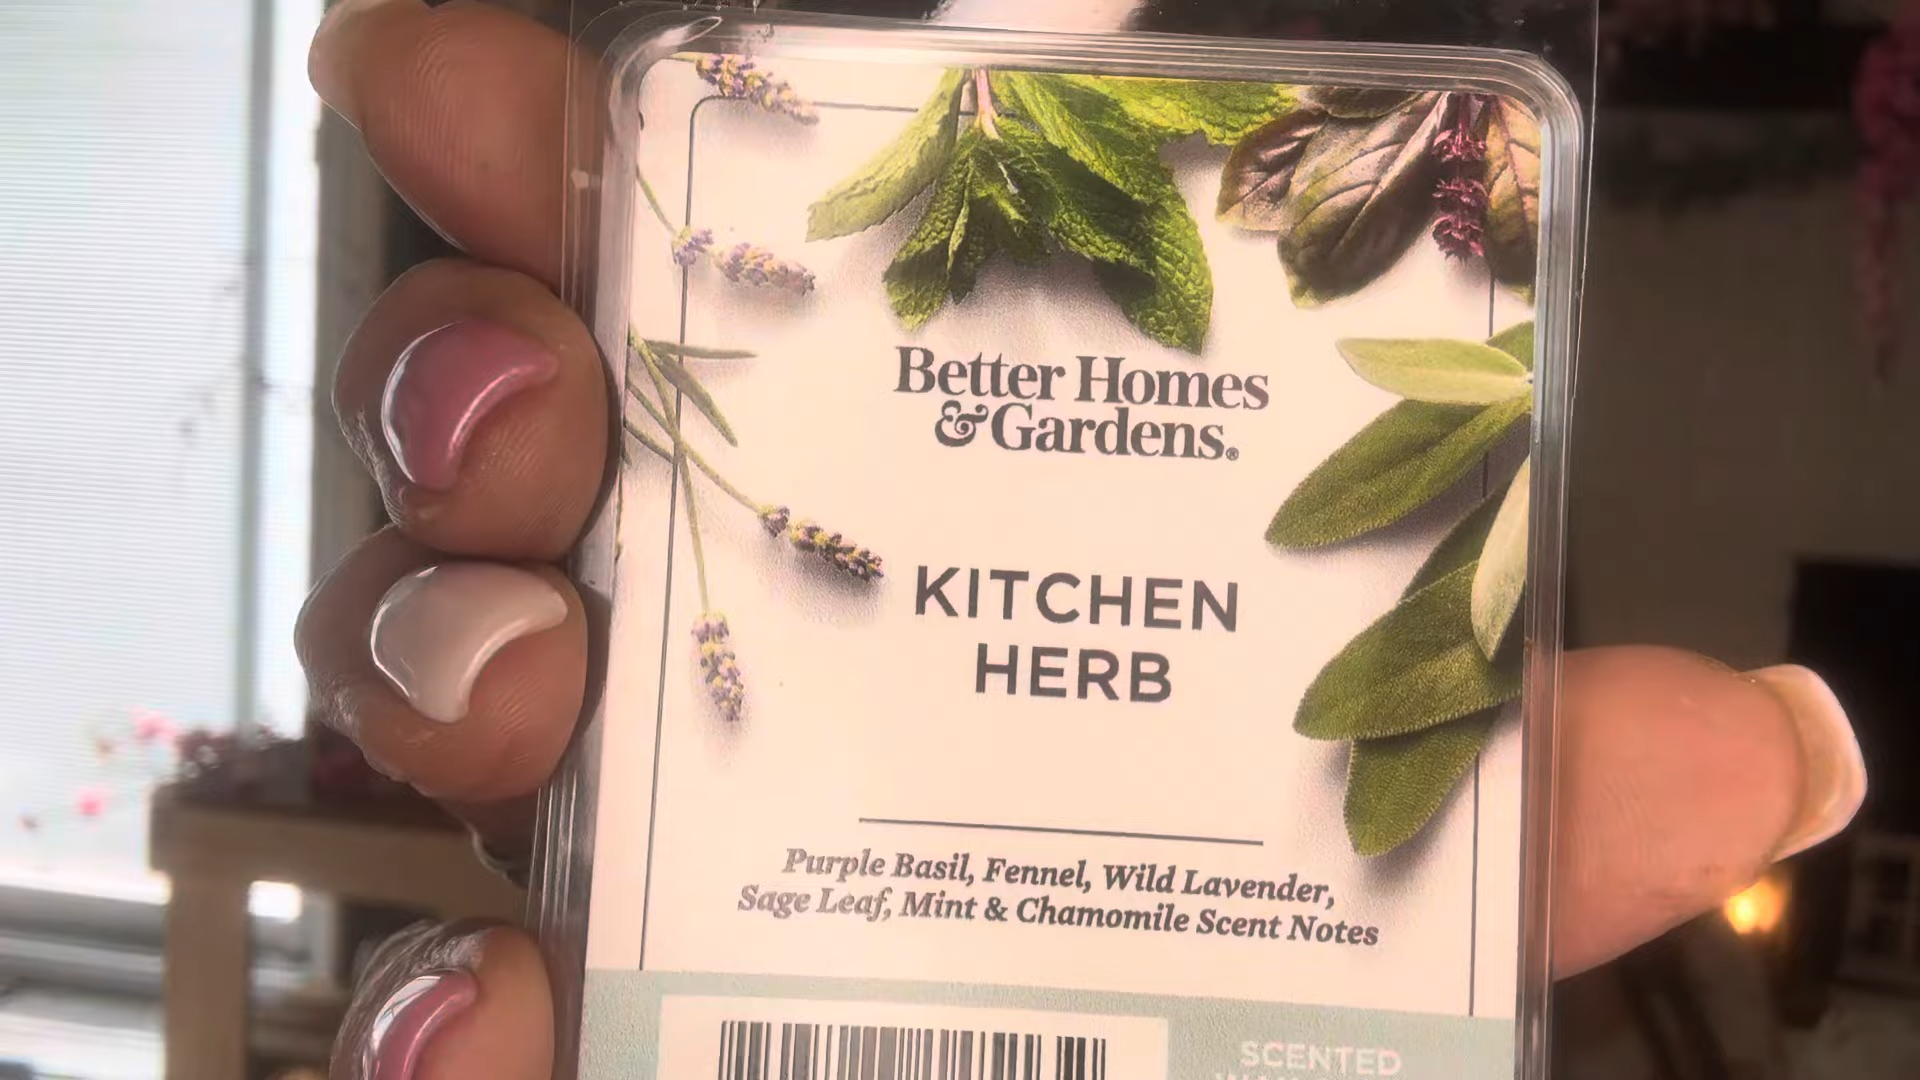 Better Homes
& Gardens®
KITCHEN
HERB
Purple Basil, Fennel, Wild Lavender,
Sage Leaf, Mint & Chamomile Scent Notes
SCENTED